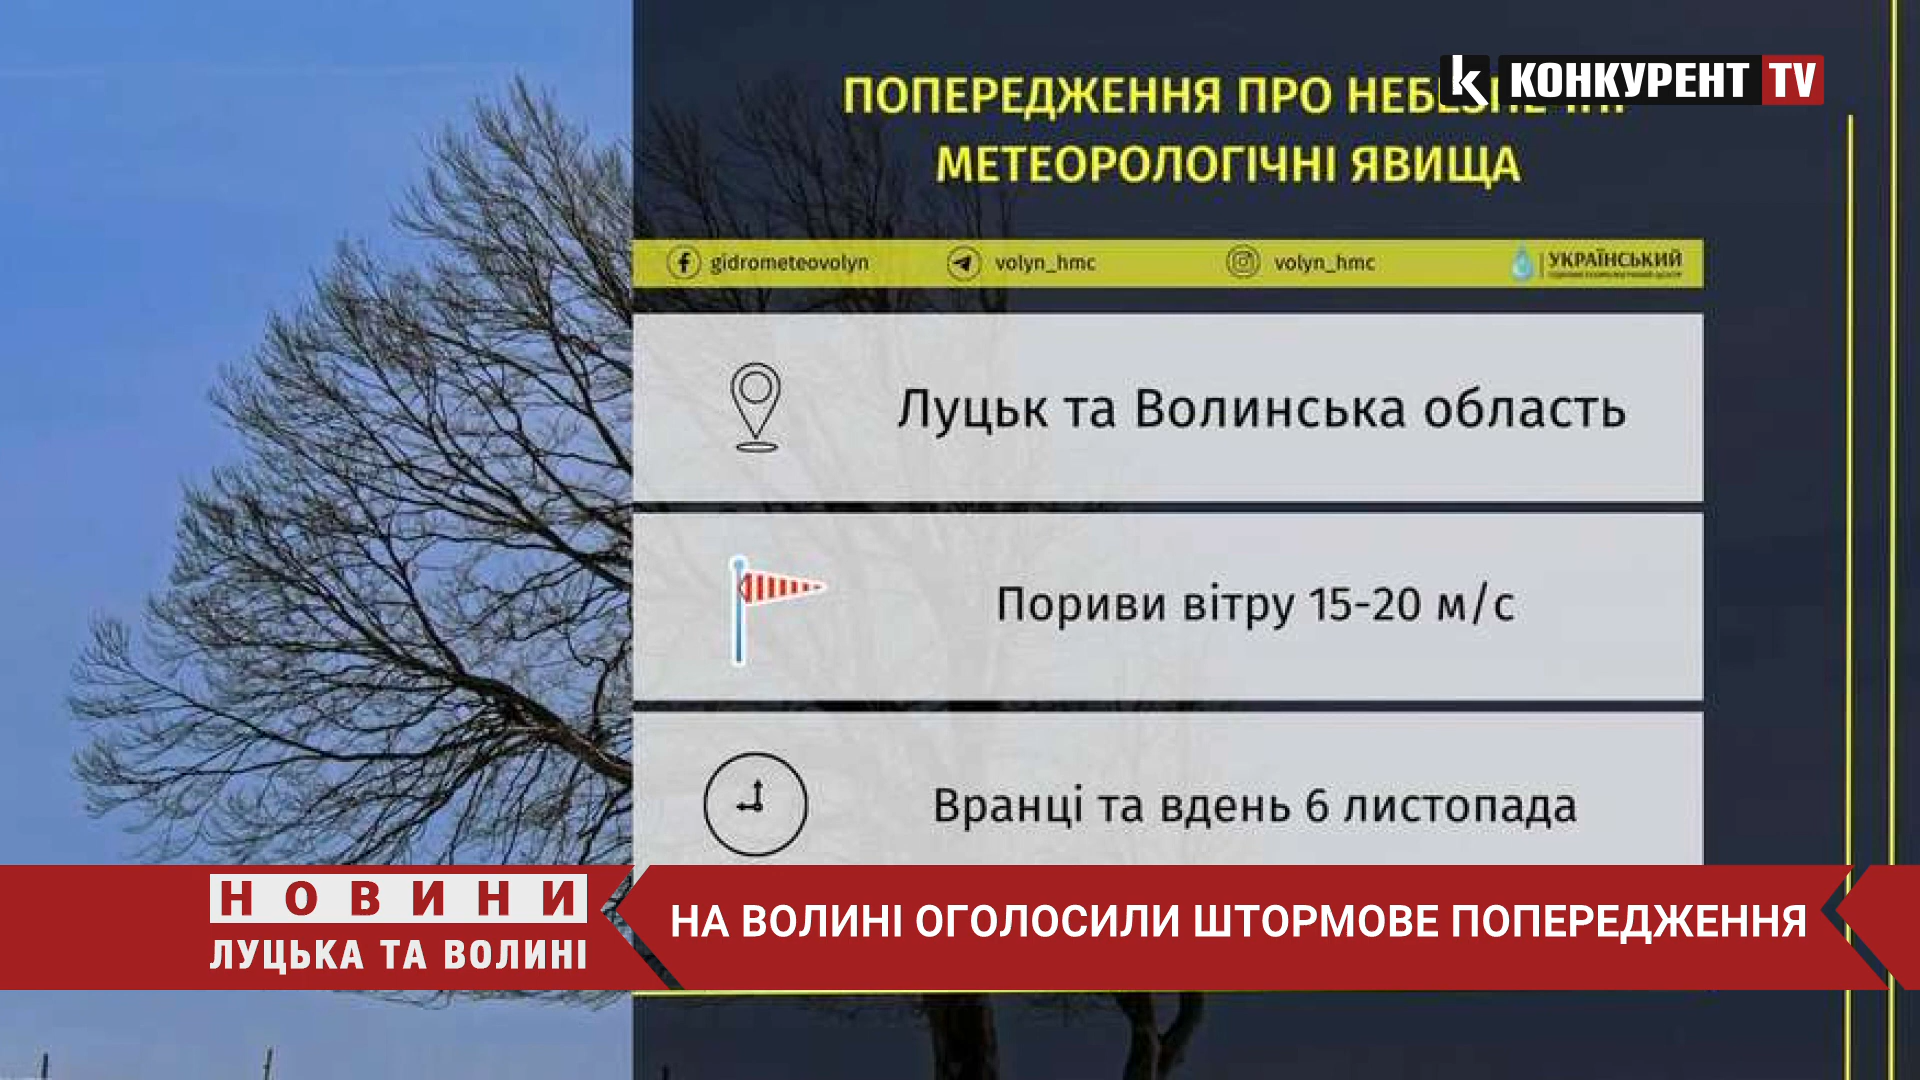 ПОПЕРЕДЖЕННЯ ПРО
МЕТЕОРОЛОГІЧНІ ЯВИЩА
K КОНКУРЕНТ TV
gidrometeovolyn volyn_hmc volyn_hmc УКРАЇНСЬКИЙ
Луцьк та Волинська область
Пориви вітру 15-20 м/с
Вранці та вдень 6 листопада
НОВИНИ
ЛУЦЬКА ТА ВОЛИНІ
НА ВОЛИНІ ОГОЛОСИЛИ ШТОРМОВЕ ПОПЕРЕДЖЕННЯ